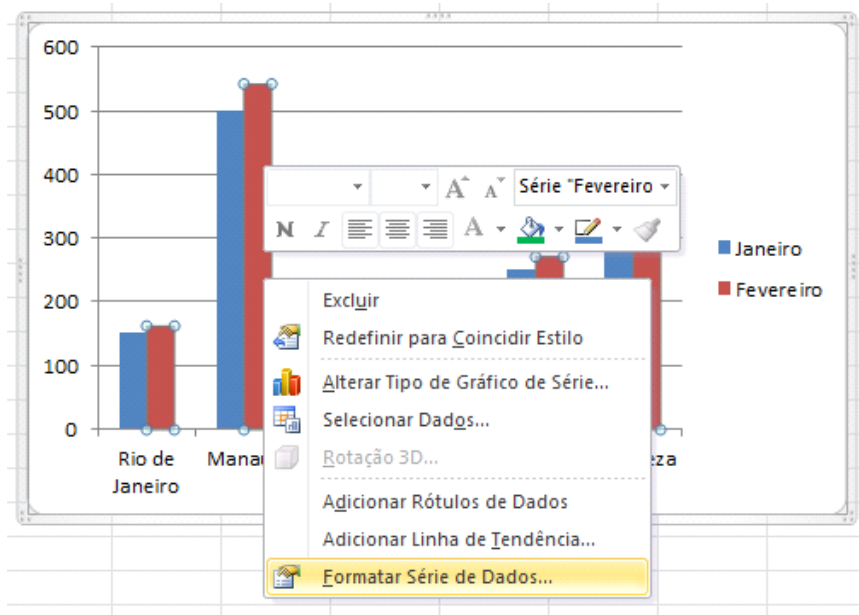 600
500
400
300
200
100
0
Rio de
Janeiro
Janeiro
Fevereiro
A A Série "Fevereiro
N I A
Excluir
Redefinir para Coincidir Estilo
Alterar Tipo de Gráfico de Série...
Selecionar Dados...
Rotação 3D...
Adicionar Rótulos de Dados
Adicionar Linha de Tendência...
Formatar Série de Dados...